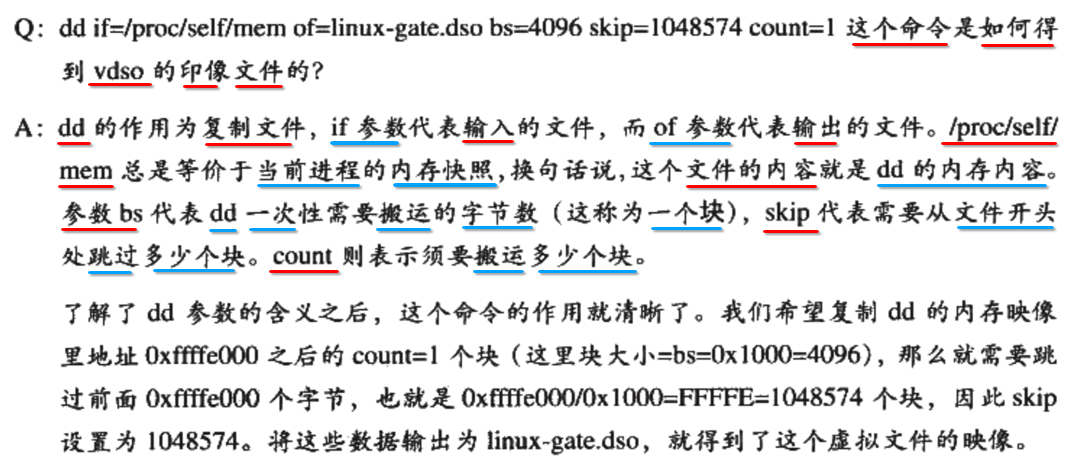 Q: dd if=/proc/self/mem of=linux-gate.dso bs=4096 skip=1048574 count=1 这个命令是如何得
到 vdso 的印像文件的?
A: dd 的作用为复制文件，if 参数代表输入的文件，而 of 参数代表输出的文件。/proc/self/
mem 总是等价于当前进程的内存快照,换句话说,这个文件的内容就是 dd 的内存内容。
参数 bs 代表 dd 一次性需要搬运的字节数（这称为一个块），skip 代表需要从文件开头
处跳过多少个块。count 则表示须要搬运多少个块。
了解了 dd 参数的含义之后，这个命令的作用就清晰了。我们希望复制 dd 的内存映像
里地址 0xffffe000 之后的 count=1 个块（这里块大小=bs=0x1000=4096），那么就需要跳
过前面 0xffffe000 个字节，也就是 0xffffe000/0x1000=FFFFE=1048574 个块，因此 skip
设置为 1048574。将这些数据输出为 linux-gate.dso，就得到了这个虚拟文件的映像。